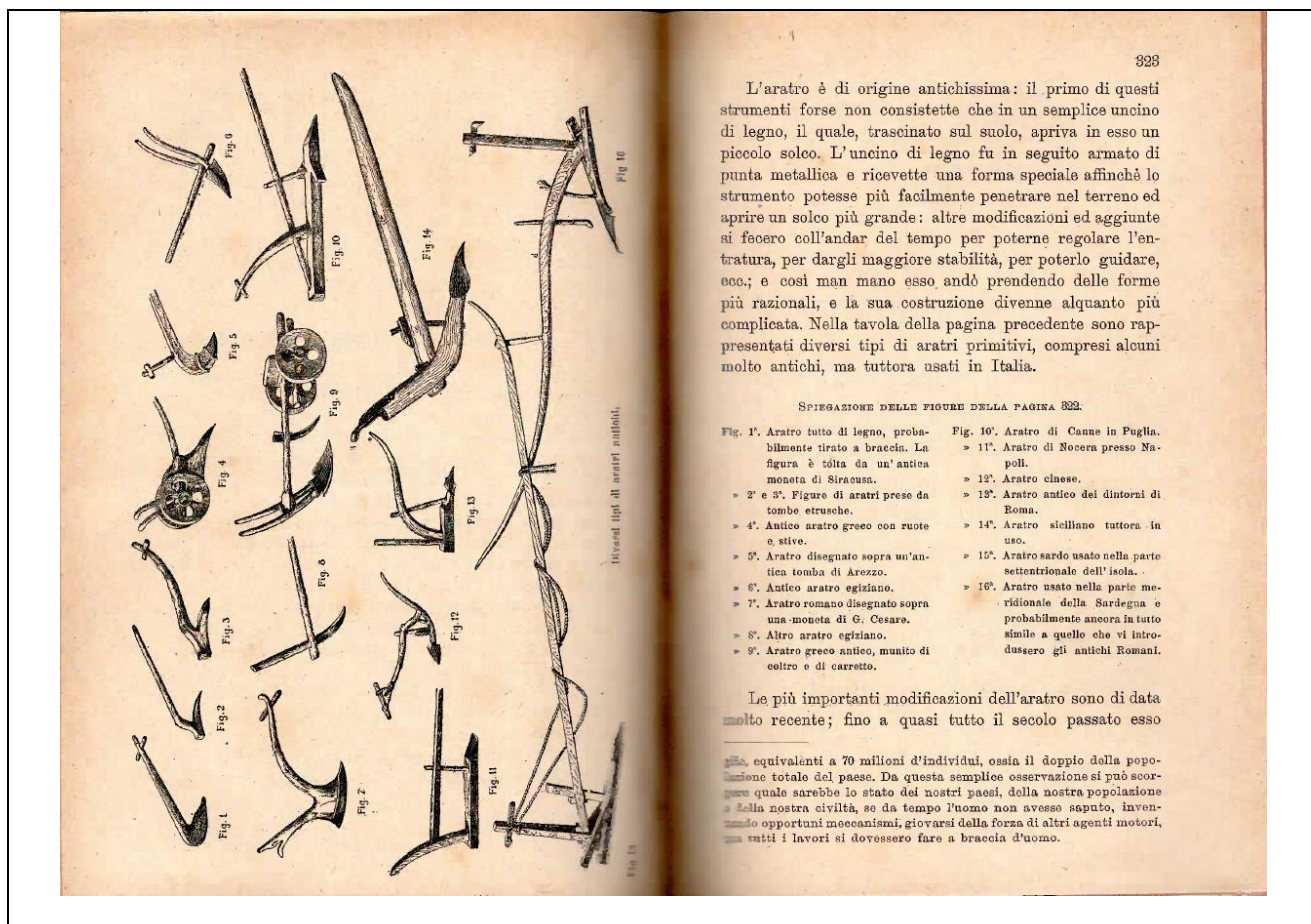 Fig. 1
Fig. 2
Fig. 3
Fig. 4
Fig. 5
Fig. 6
Fig. 7
Fig. 8
Fig. 9
Fig. 10
Fig. 11
Fig. 12
Fig. 13
Fig. 14
Fig 16
Diversi tipi di aratri antichi.
323
L'aratro è di origine antichissima: il primo di questi
strumenti forse non consistette che in un semplice uncino
di legno, il quale, trascinato sul suolo, apriva in esso un
piccolo solco. L'uncino di legno fu in seguito armato di
punta metallica e ricevette una forma speciale affinchè lo
strumento potesse più facilmente penetrare nel terreno ed
aprire un solco più grande: altre modificazioni ed aggiunte
si fecero coll'andar del tempo per poterne regolare l'en-
tratura, per dargli maggiore stabilità, per poterlo guidare,
ecc.; e così man mano esso andò prendendo delle forme
più razionali, e la sua costruzione divenne alquanto più
complicata. Nella tavola della pagina precedente sono rap-
presentati diversi tipi di aratri primitivi, compresi alcuni
molto antichi, ma tuttora usati in Italia.
SPIEGAZIONE DELLE FIGURE DELLA PAGINA 322.
Fig. 1ª. Aratro tutto di legno, proba-
bilmente tirato a braccia. La
figura è tolta da un' antica
moneta di Siracusa.
» 2ª e 3ª. Figure di aratri prese da
tombe etrusche.
» 4ª. Antico aratro greco con ruote
e stive.
» 5ª. Aratro disegnato sopra un'an-
tica tomba di Arezzo.
» 6ª. Antico aratro egiziano.
» 7ª. Aratro romano disegnato sopra
una moneta di G. Cesare.
» 8ª. Altro aratro egiziano.
» 9ª. Aratro greco antico, munito di
coltro e di carretto.
Fig. 10ª. Aratro di Canne in Puglia.
» 11ª. Aratro di Nocera presso Na-
poli.
» 12ª. Aratro cinese.
» 13ª. Aratro antico dei dintorni di
Roma.
» 14ª. Aratro siciliano tuttora in
uso.
» 15ª. Aratro sardo usato nella parte
settentrionale dell' isola.
» 16ª. Aratro usato nella parte me-
ridionale della Sardegna e
probabilmente ancora in tutto
simile a quello che vi intro-
dussero gli antichi Romani.
Le più importanti modificazioni dell'aratro sono di data
molto recente; fino a quasi tutto il secolo passato esso
equivalenti a 70 milioni d'individui, ossia il doppio della popo-
lazione totale del paese. Da questa semplice osservazione si può scor-
gere quale sarebbe lo stato dei nostri paesi, della nostra popolazione
e della nostra civiltà, se da tempo l'uomo non avesse saputo, inven-
tando opportuni meccanismi, giovarsi della forza di altri agenti motori,
ma tutti i lavori si dovessero fare a braccia d'uomo.